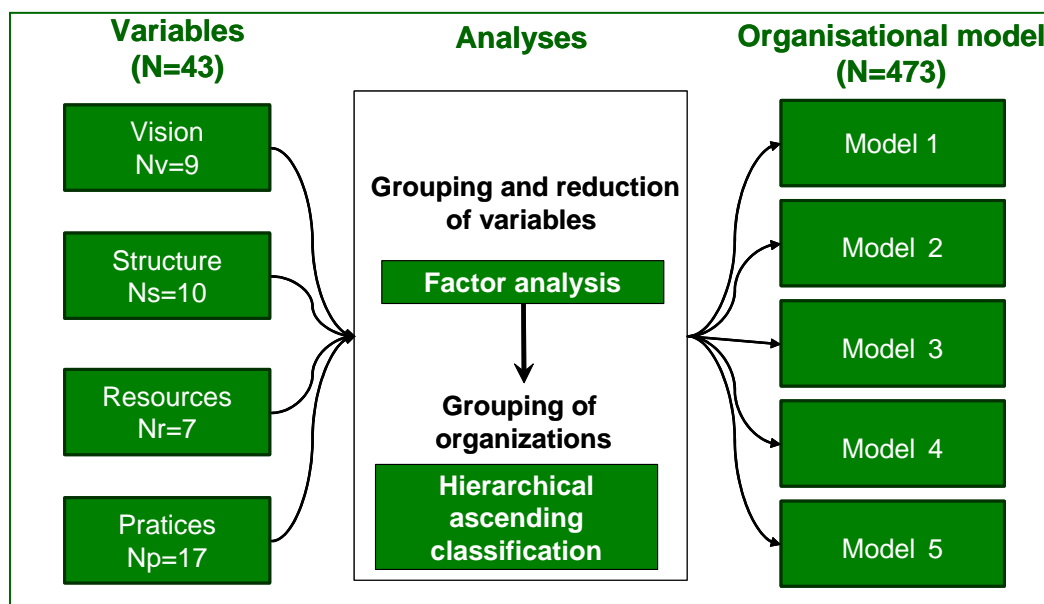 Variables
(N=43)
Vision
Nv=9
Structure
Ns=10
Resources
Nr=7
Pratices
Np=17
Analyses
Grouping and reduction
of variables
Factor analysis
Grouping of
organizations
Hierarchical
ascending
classification
Organisational model
(N=473)
Model 1
Model 2
Model 3
Model 4
Model 5